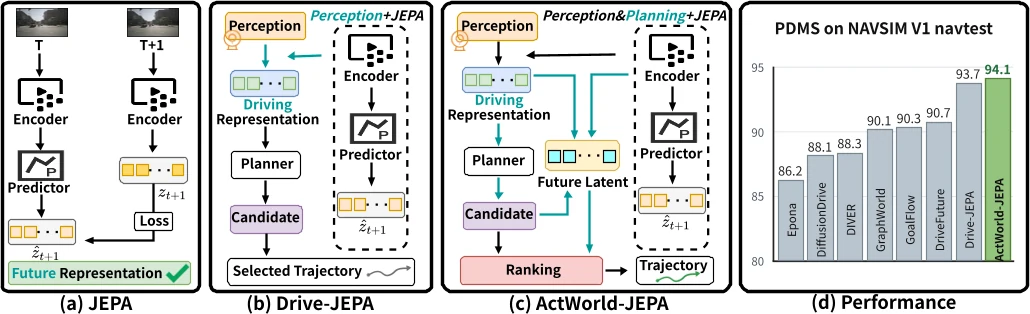 T
T+1
Encoder
Encoder
Predictor
z_{t+1}
Loss
ẑ_{t+1}
Future Representation
(a) JEPA
Perception
Perception+JEPA
Encoder
Driving
Representation
Predictor
P
Planner
Candidate
ẑ_{t+1}
Selected Trajectory
(b) Drive-JEPA
Perception
Perception&Planning+JEPA
Encoder
Driving
Representation
Predictor
P
Planner
Future Latent
Candidate
ẑ_{t+1}
Ranking
Trajectory
(c) ActWorld-JEPA
PDMS on NAVSIM V1 navtest
95
90
85
80
86.2
88.1
88.3
90.1
90.3
90.7
93.7
94.1
Epona
DiffusionDrive
DIVER
GraphWorld
GoalFlow
DriveFuture
Drive-JEPA
ActWorld-JEPA
(d) Performance